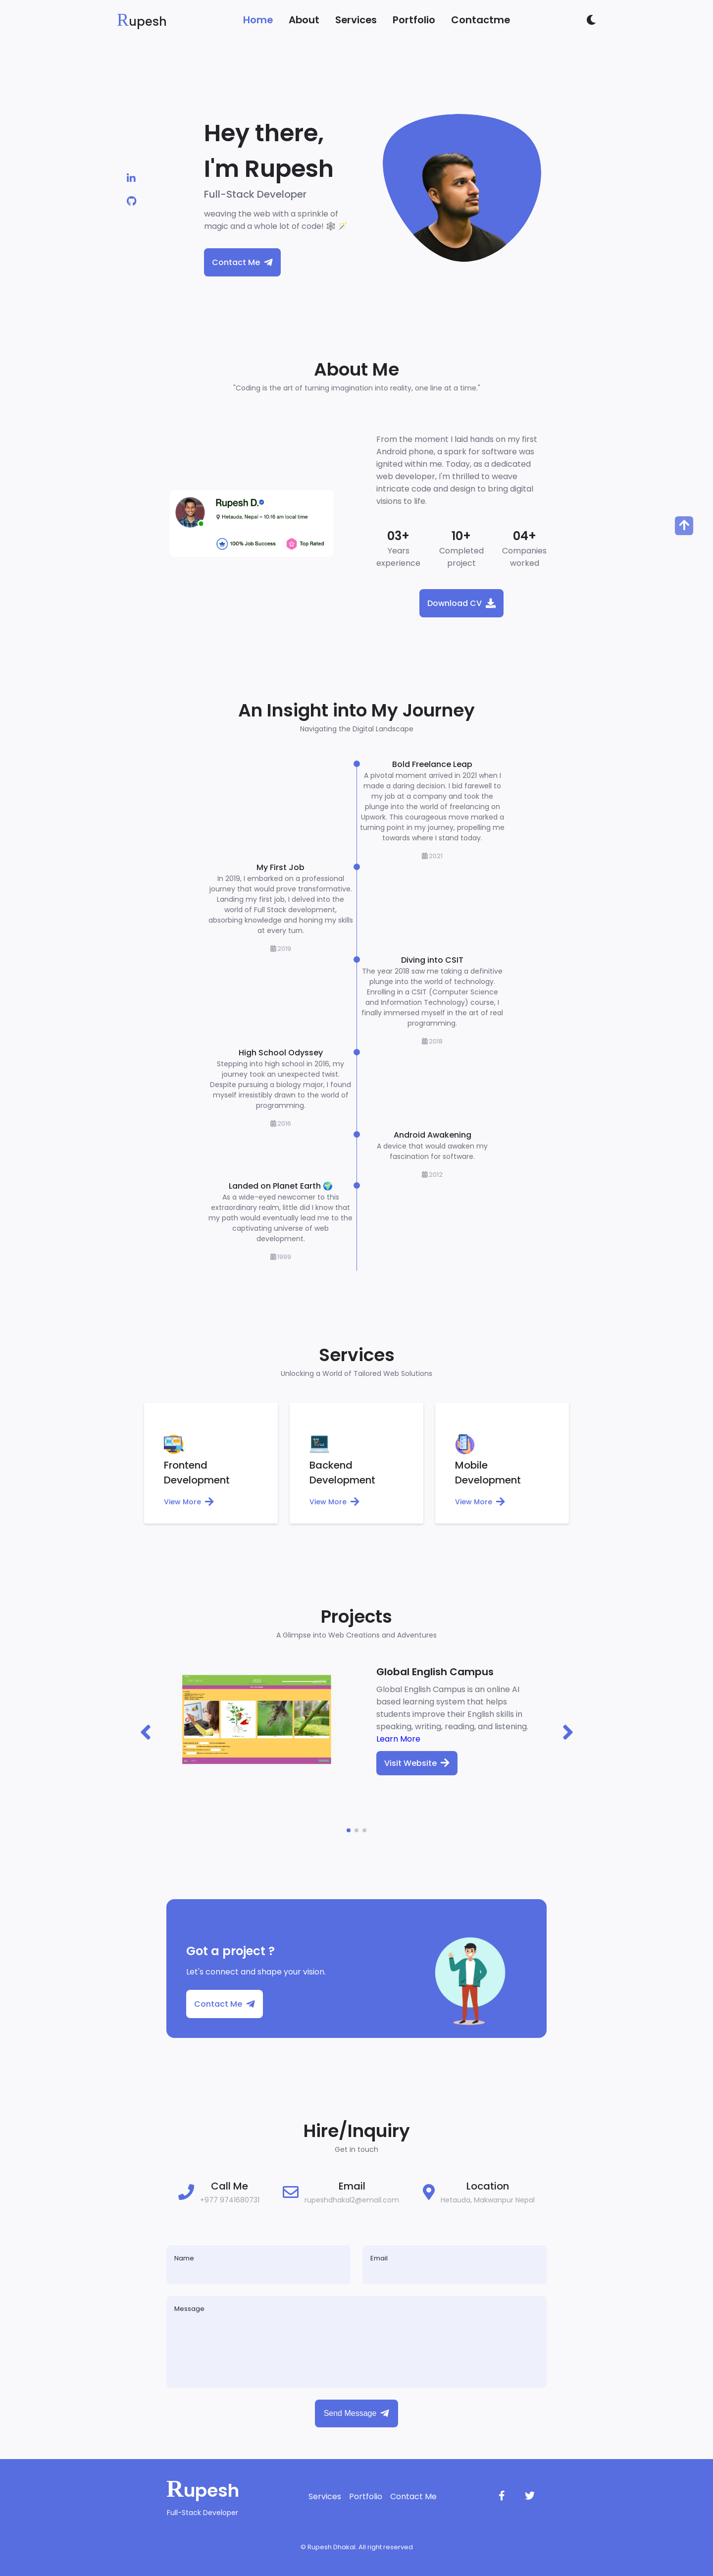 Rupesh
Home About Services Portfolio Contactme
Hey there,
I'm Rupesh
Full-Stack Developer
weaving the web with a sprinkle of
magic and a whole lot of code! 🕸️ 🪄
Contact Me
About Me
"Coding is the art of turning imagination into reality, one line at a time."
From the moment I laid hands on my first
Android phone, a spark for software was
ignited within me. Today, as a dedicated
web developer, I'm thrilled to weave
intricate code and design to bring digital
visions to life.
Rupesh D.
Hetauda, Nepal – 10:16 am local time
100% Job Success Top Rated
03+ 10+ 04+
Years Completed Companies
experience project worked
Download CV
An Insight into My Journey
Navigating the Digital Landscape
Bold Freelance Leap
A pivotal moment arrived in 2021 when I
made a daring decision. I bid farewell to
my job at a company and took the
plunge into the world of freelancing on
Upwork. This courageous move marked a
turning point in my journey, propelling me
towards where I stand today.
2021
My First Job
In 2019, I embarked on a professional
journey that would prove transformative.
Landing my first job, I delved into the
world of Full Stack development,
absorbing knowledge and honing my skills
at every turn.
2019
Diving into CSIT
The year 2018 saw me taking a definitive
plunge into the world of technology.
Enrolling in a CSIT (Computer Science
and Information Technology) course, I
finally immersed myself in the art of real
programming.
2018
High School Odyssey
Stepping into high school in 2016, my
journey took an unexpected twist.
Despite pursuing a biology major, I found
myself irresistibly drawn to the world of
programming.
2016
Android Awakening
A device that would awaken my
fascination for software.
2012
Landed on Planet Earth 🌍
As a wide-eyed newcomer to this
extraordinary realm, little did I know that
my path would eventually lead me to the
captivating universe of web
development.
1999
Services
Unlocking a World of Tailored Web Solutions
Frontend
Development
View More
Backend
Development
View More
Mobile
Development
View More
Projects
A Glimpse into Web Creations and Adventures
Global English Campus
Global English Campus is an online AI
based learning system that helps
students improve their English skills in
speaking, writing, reading, and listening.
Learn More
Visit Website
Got a project ?
Let's connect and shape your vision.
Contact Me
Hire/Inquiry
Get in touch
Call Me
+977 9741680731
Email
rupeshdhakal2@email.com
Location
Hetauda, Makwanpur Nepal
Name
Email
Message
Send Message
Rupesh
Full-Stack Developer
Services Portfolio Contact Me
© Rupesh Dhakal. All right reserved